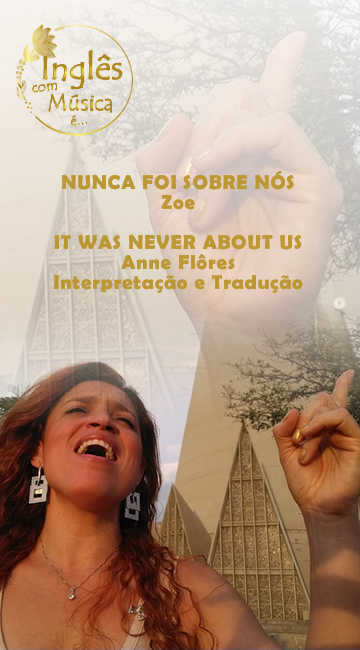 Inglês
com
Música
é...
NUNCA FOI SOBRE NÓS
Zoe
IT WAS NEVER ABOUT US
Anne Flôres
Interpretação e Tradução